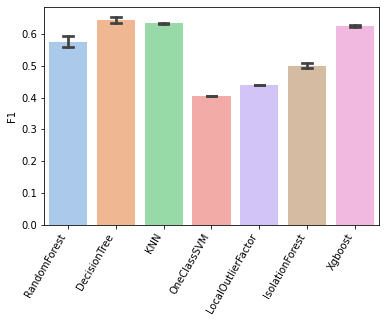 F1
0.6
0.5
0.4
0.3
0.2
0.1
0.0
RandomForest
DecisionTree
KNN
OneClassSVM
LocalOutlierFactor
IsolationForest
Xgboost